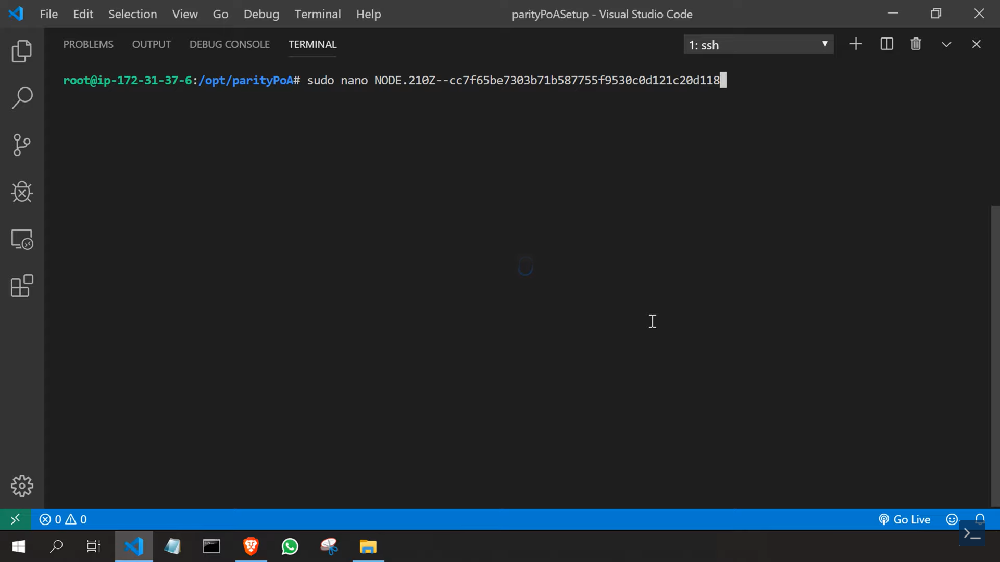 File Edit Selection View Go Debug Terminal Help parityPoASetup - Visual Studio Code
PROBLEMS OUTPUT DEBUG CONSOLE TERMINAL 1: ssh
root@ip-172-31-37-6:/opt/parityPoA# sudo nano NODE.210Z--cc7f65be7303b71b587755f9530c0d121c20d118
0 0 Go Live